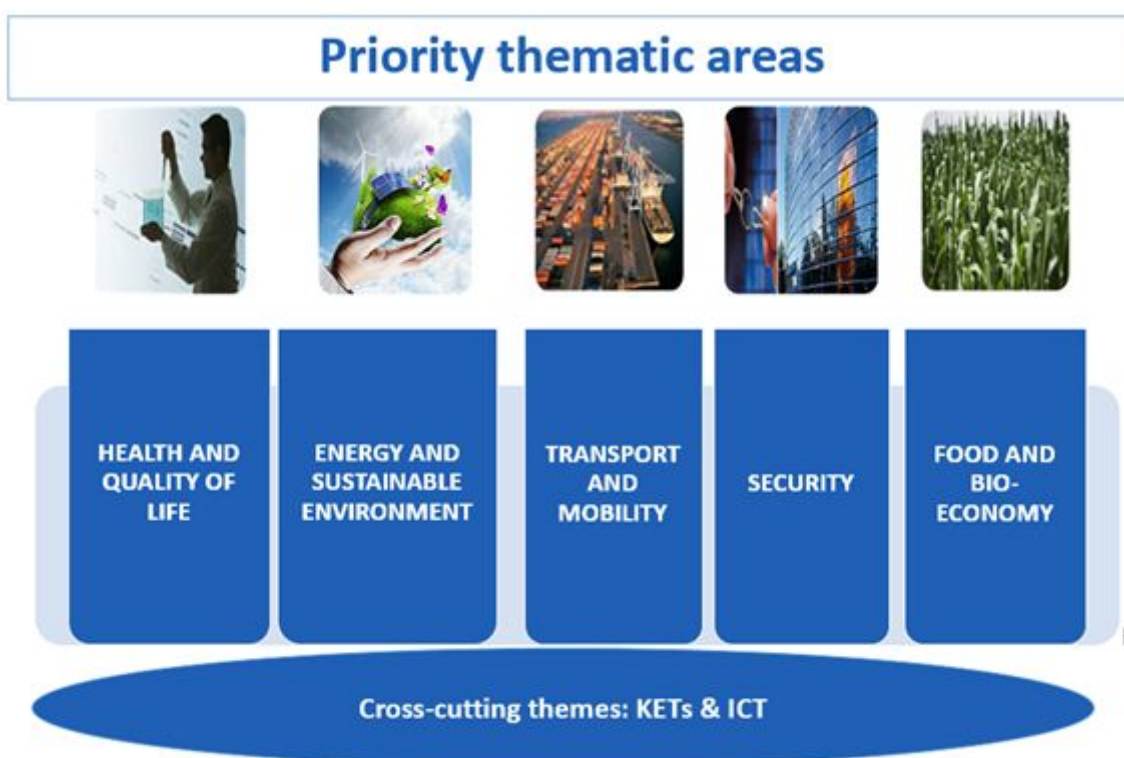 Priority thematic areas
HEALTH AND
QUALITY OF
LIFE
ENERGY AND
SUSTAINABLE
ENVIRONMENT
TRANSPORT
AND
MOBILITY
SECURITY
FOOD AND
BIO-
ECONOMY
Cross-cutting themes: KETs & ICT